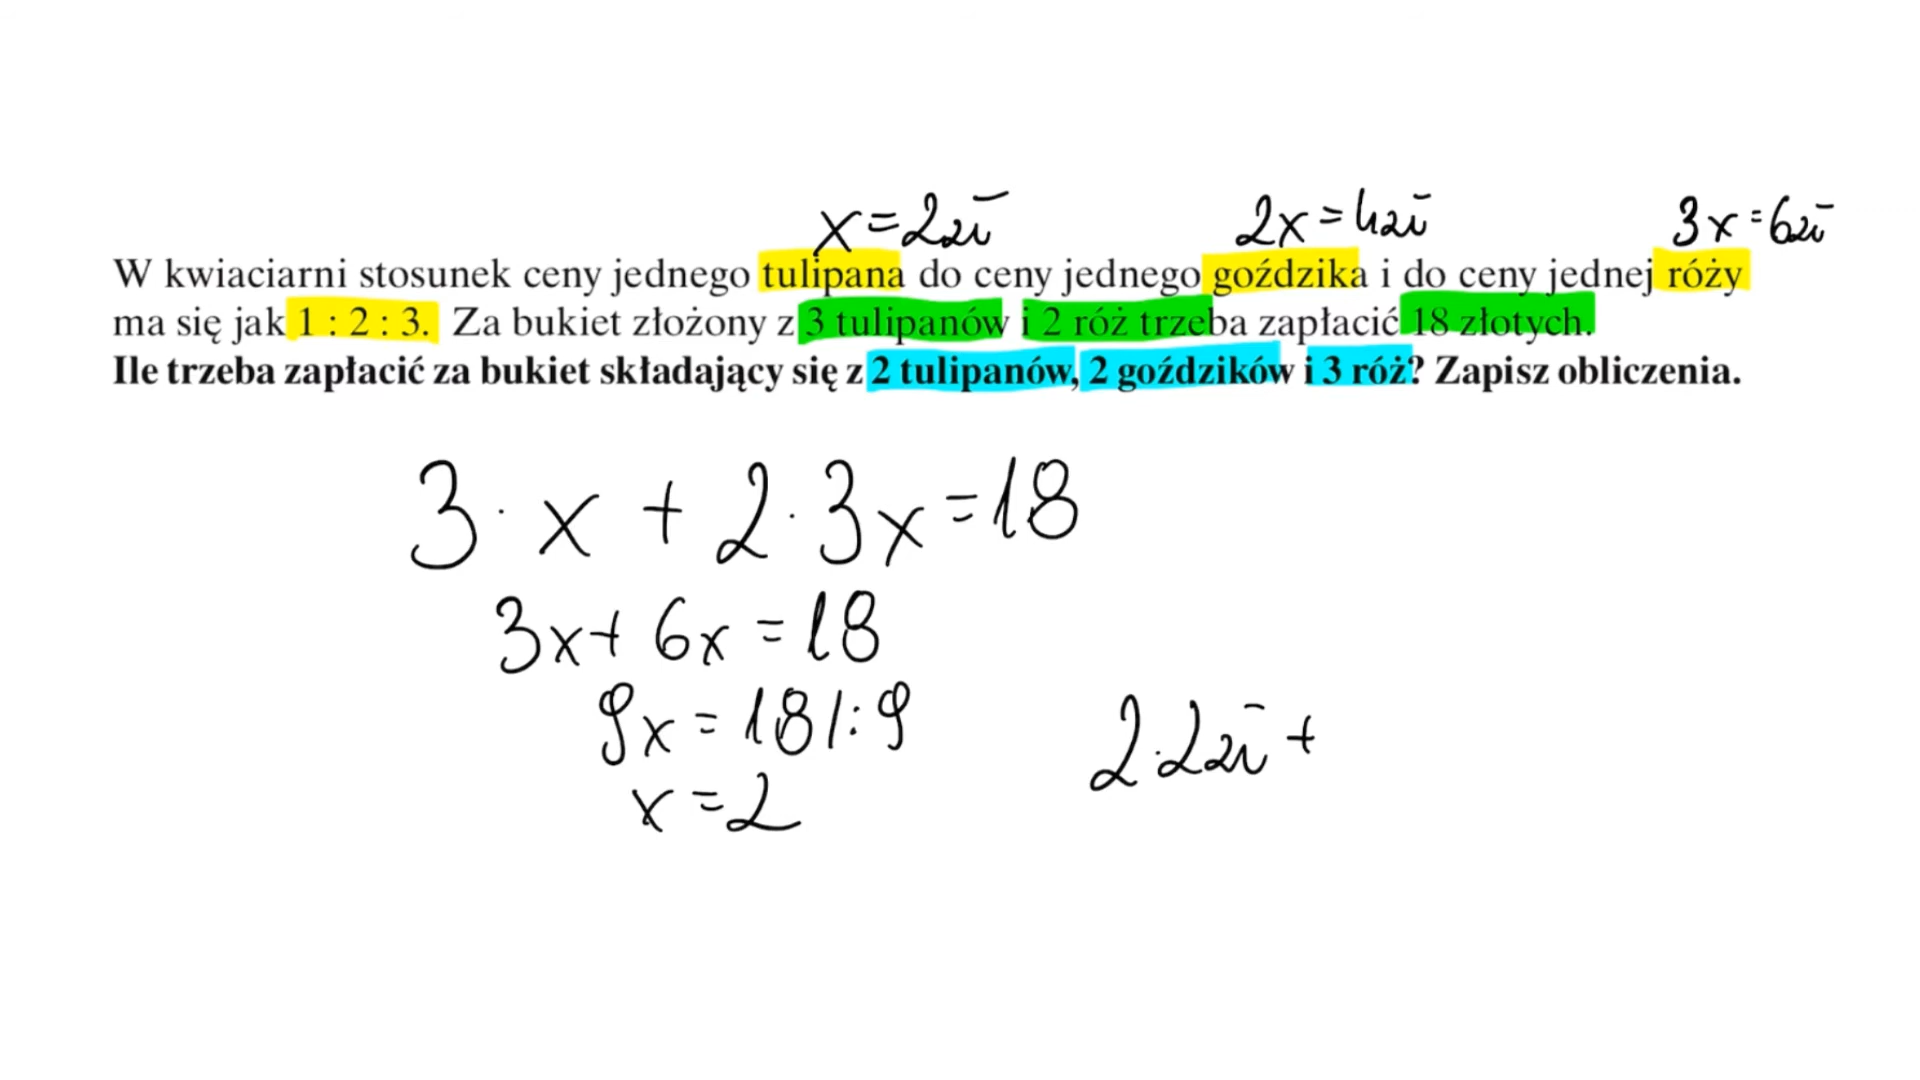 x=2zł 2x=4zł 3x=6zł
W kwiaciarni stosunek ceny jednego tulipana do ceny jednego goździka i do ceny jednej róży
ma się jak 1 : 2 : 3. Za bukiet złożony z 3 tulipanów i 2 róż trzeba zapłacić 18 złotych.
Ile trzeba zapłacić za bukiet składający się z 2 tulipanów, 2 goździków i 3 róż? Zapisz obliczenia.
3·x + 2·3x=18
3x+6x=18
9x=18/:9
x=2
2·2zł+